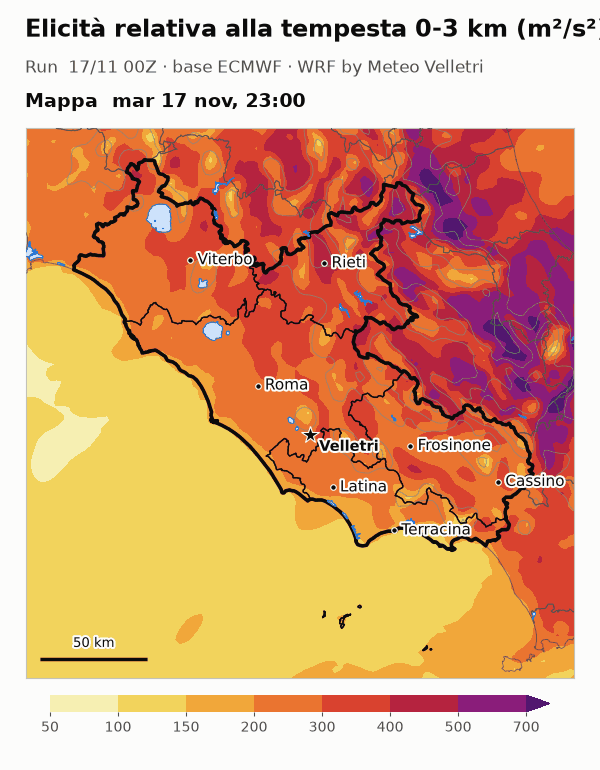 Elicità relativa alla tempesta 0-3 km (m²/s²)
Run 17/11 00Z · base ECMWF · WRF by Meteo Velletri
Mappa mar 17 nov, 23:00
Viterbo
Rieti
Roma
Velletri
Frosinone
Cassino
Latina
Terracina
50 km
50 100 150 200 300 400 500 700